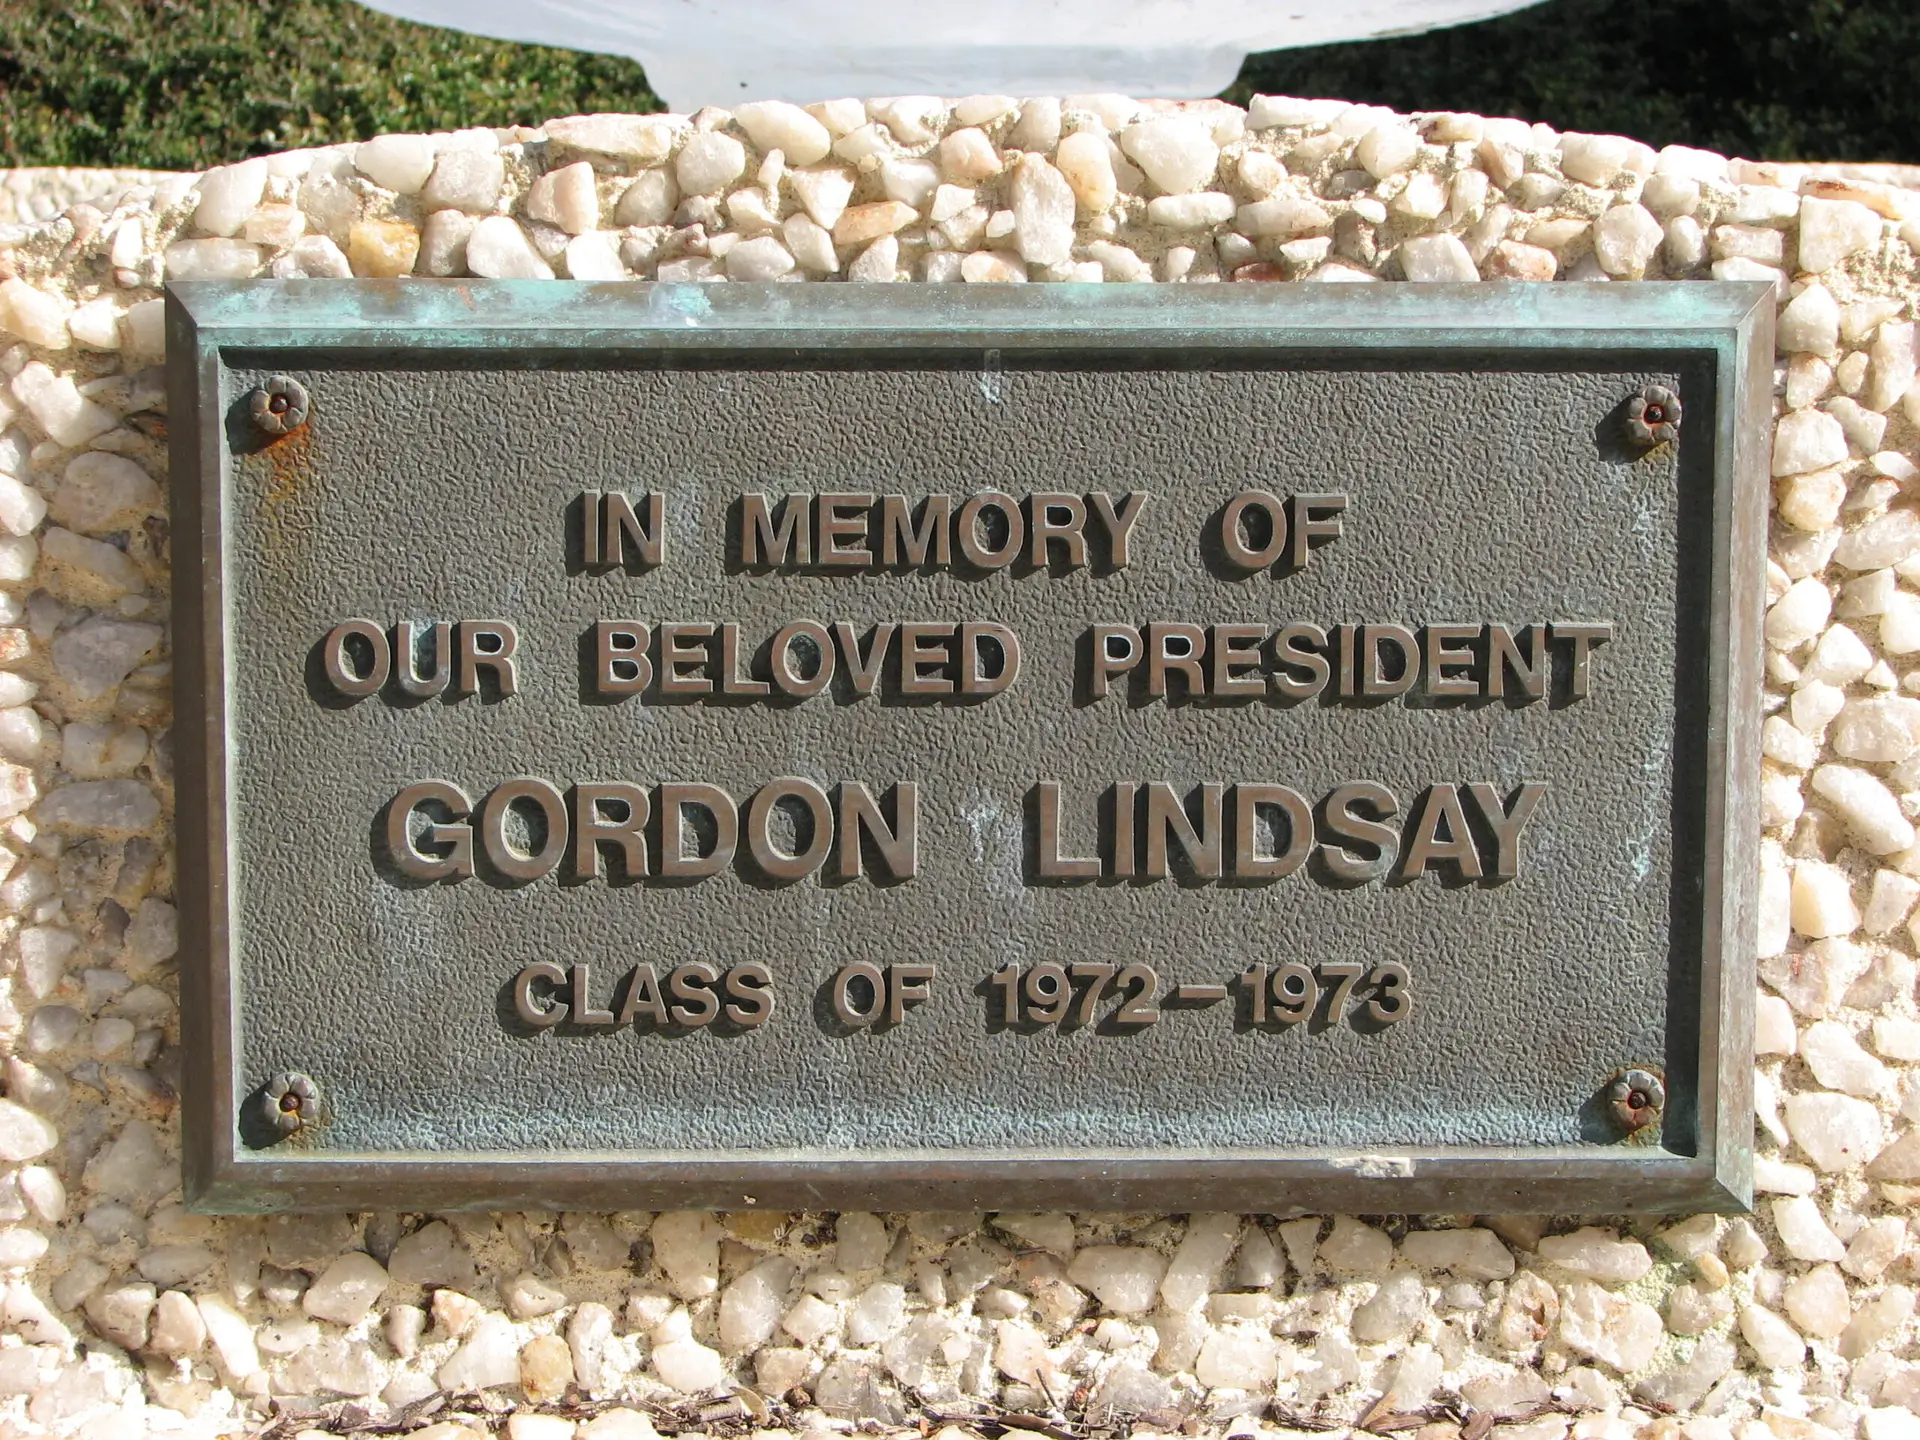 IN MEMORY OF
OUR BELOVED PRESIDENT
GORDON LINDSAY
CLASS OF 1972-1973